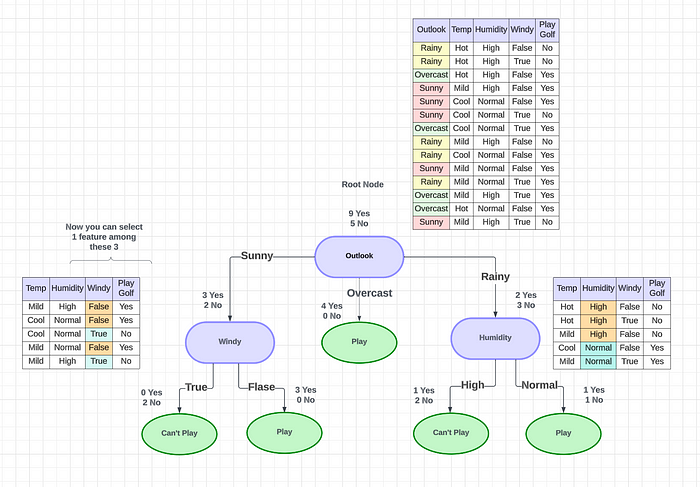 Outlook Temp Humidity Windy Play Golf
Rainy Hot High False No
Rainy Hot High True No
Overcast Hot High False Yes
Sunny Mild High False Yes
Sunny Cool Normal False Yes
Sunny Cool Normal True No
Overcast Cool Normal True Yes
Rainy Mild High False No
Rainy Cool Normal False Yes
Sunny Mild Normal False Yes
Rainy Mild Normal True Yes
Overcast Mild High True Yes
Overcast Hot Normal False Yes
Sunny Mild High True No
Root Node
9 Yes
5 No
Now you can select
1 feature among
these 3
Outlook
Sunny
Overcast
Rainy
Temp Humidity Windy Play Golf
Mild High False Yes
Cool Normal False Yes
Cool Normal True No
Mild Normal False Yes
Mild High True No
3 Yes
2 No
4 Yes
0 No
2 Yes
3 No
Temp Humidity Windy Play Golf
Hot High False No
Hot High True No
Mild High False No
Cool Normal False Yes
Mild Normal True Yes
Windy
Play
Humidity
True
Flase
High
Normal
0 Yes
2 No
3 Yes
0 No
1 Yes
2 No
1 Yes
1 No
Can't Play
Play
Can't Play
Play